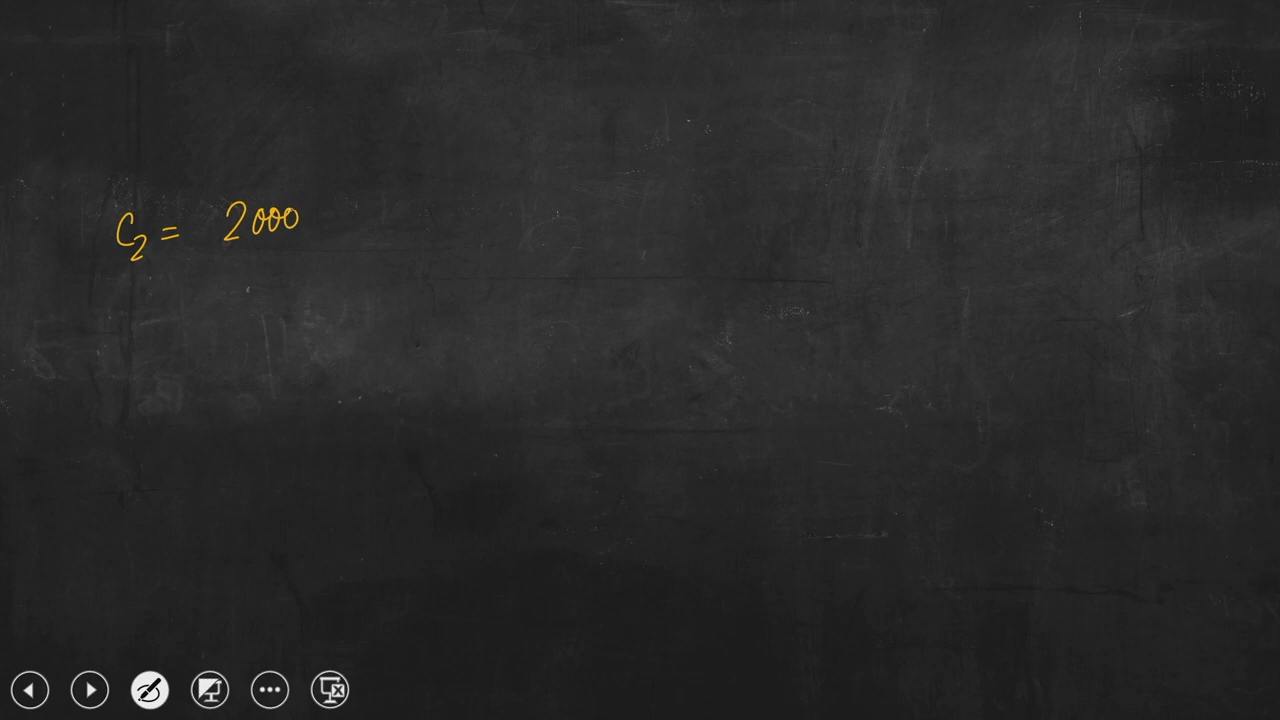 C₂ = 2000